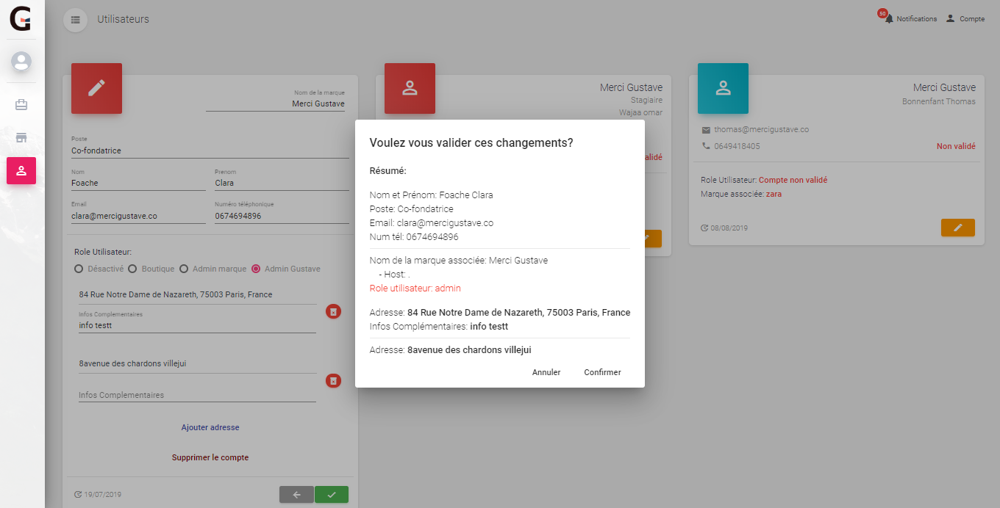 G
Utilisateurs
50
Notifications
Compte
Nom de la marque
Merci Gustave
Poste
Co-fondatrice
Nom
Foache
Prenom
Clara
Email
clara@mercigustave.co
Numéro téléphonique
0674694896
Role Utilisateur:
Désactivé
Boutique
Admin marque
Admin Gustave
84 Rue Notre Dame de Nazareth, 75003 Paris, France
Infos Complementaires
info testt
8avenue des chardons villejui
Infos Complementaires
Ajouter adresse
Supprimer le compte
19/07/2019
Merci Gustave
Stagiaire
Wajaa omar
alidé
Voulez vous valider ces changements?
Résumé:
Nom et Prénom: Foache Clara
Poste: Co-fondatrice
Email: clara@mercigustave.co
Num tél: 0674694896
Nom de la marque associée: Merci Gustave
- Host: .
Role utilisateur: admin
Adresse: 84 Rue Notre Dame de Nazareth, 75003 Paris, France
Infos Complémentaires: info testt
Adresse: 8avenue des chardons villejui
Annuler
Confirmer
Merci Gustave
Bonnenfant Thomas
thomas@mercigustave.co
0649418405
Non validé
Role Utilisateur: Compte non validé
Marque associée: zara
08/08/2019